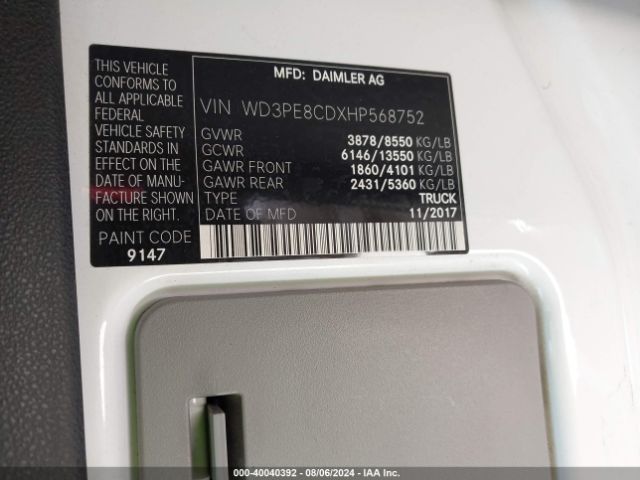 THIS VEHICLE
CONFORMS TO
ALL APPLICABLE
FEDERAL
VEHICLE SAFETY
STANDARDS IN
EFFECT ON THE
DATE OF MANU-
FACTURE SHOWN
ON THE RIGHT.
PAINT CODE
9147
MFD: DAIMLER AG
VIN WD3PE8CDXHP568752
GVWR 3878/8550 KG/LB
GCWR 6146/13550 KG/LB
GAWR FRONT 1860/4101 KG/LB
GAWR REAR 2431/5360 KG/LB
TYPE TRUCK
DATE OF MFD 11/2017
000-40040392 - 08/06/2024 - IAA Inc.